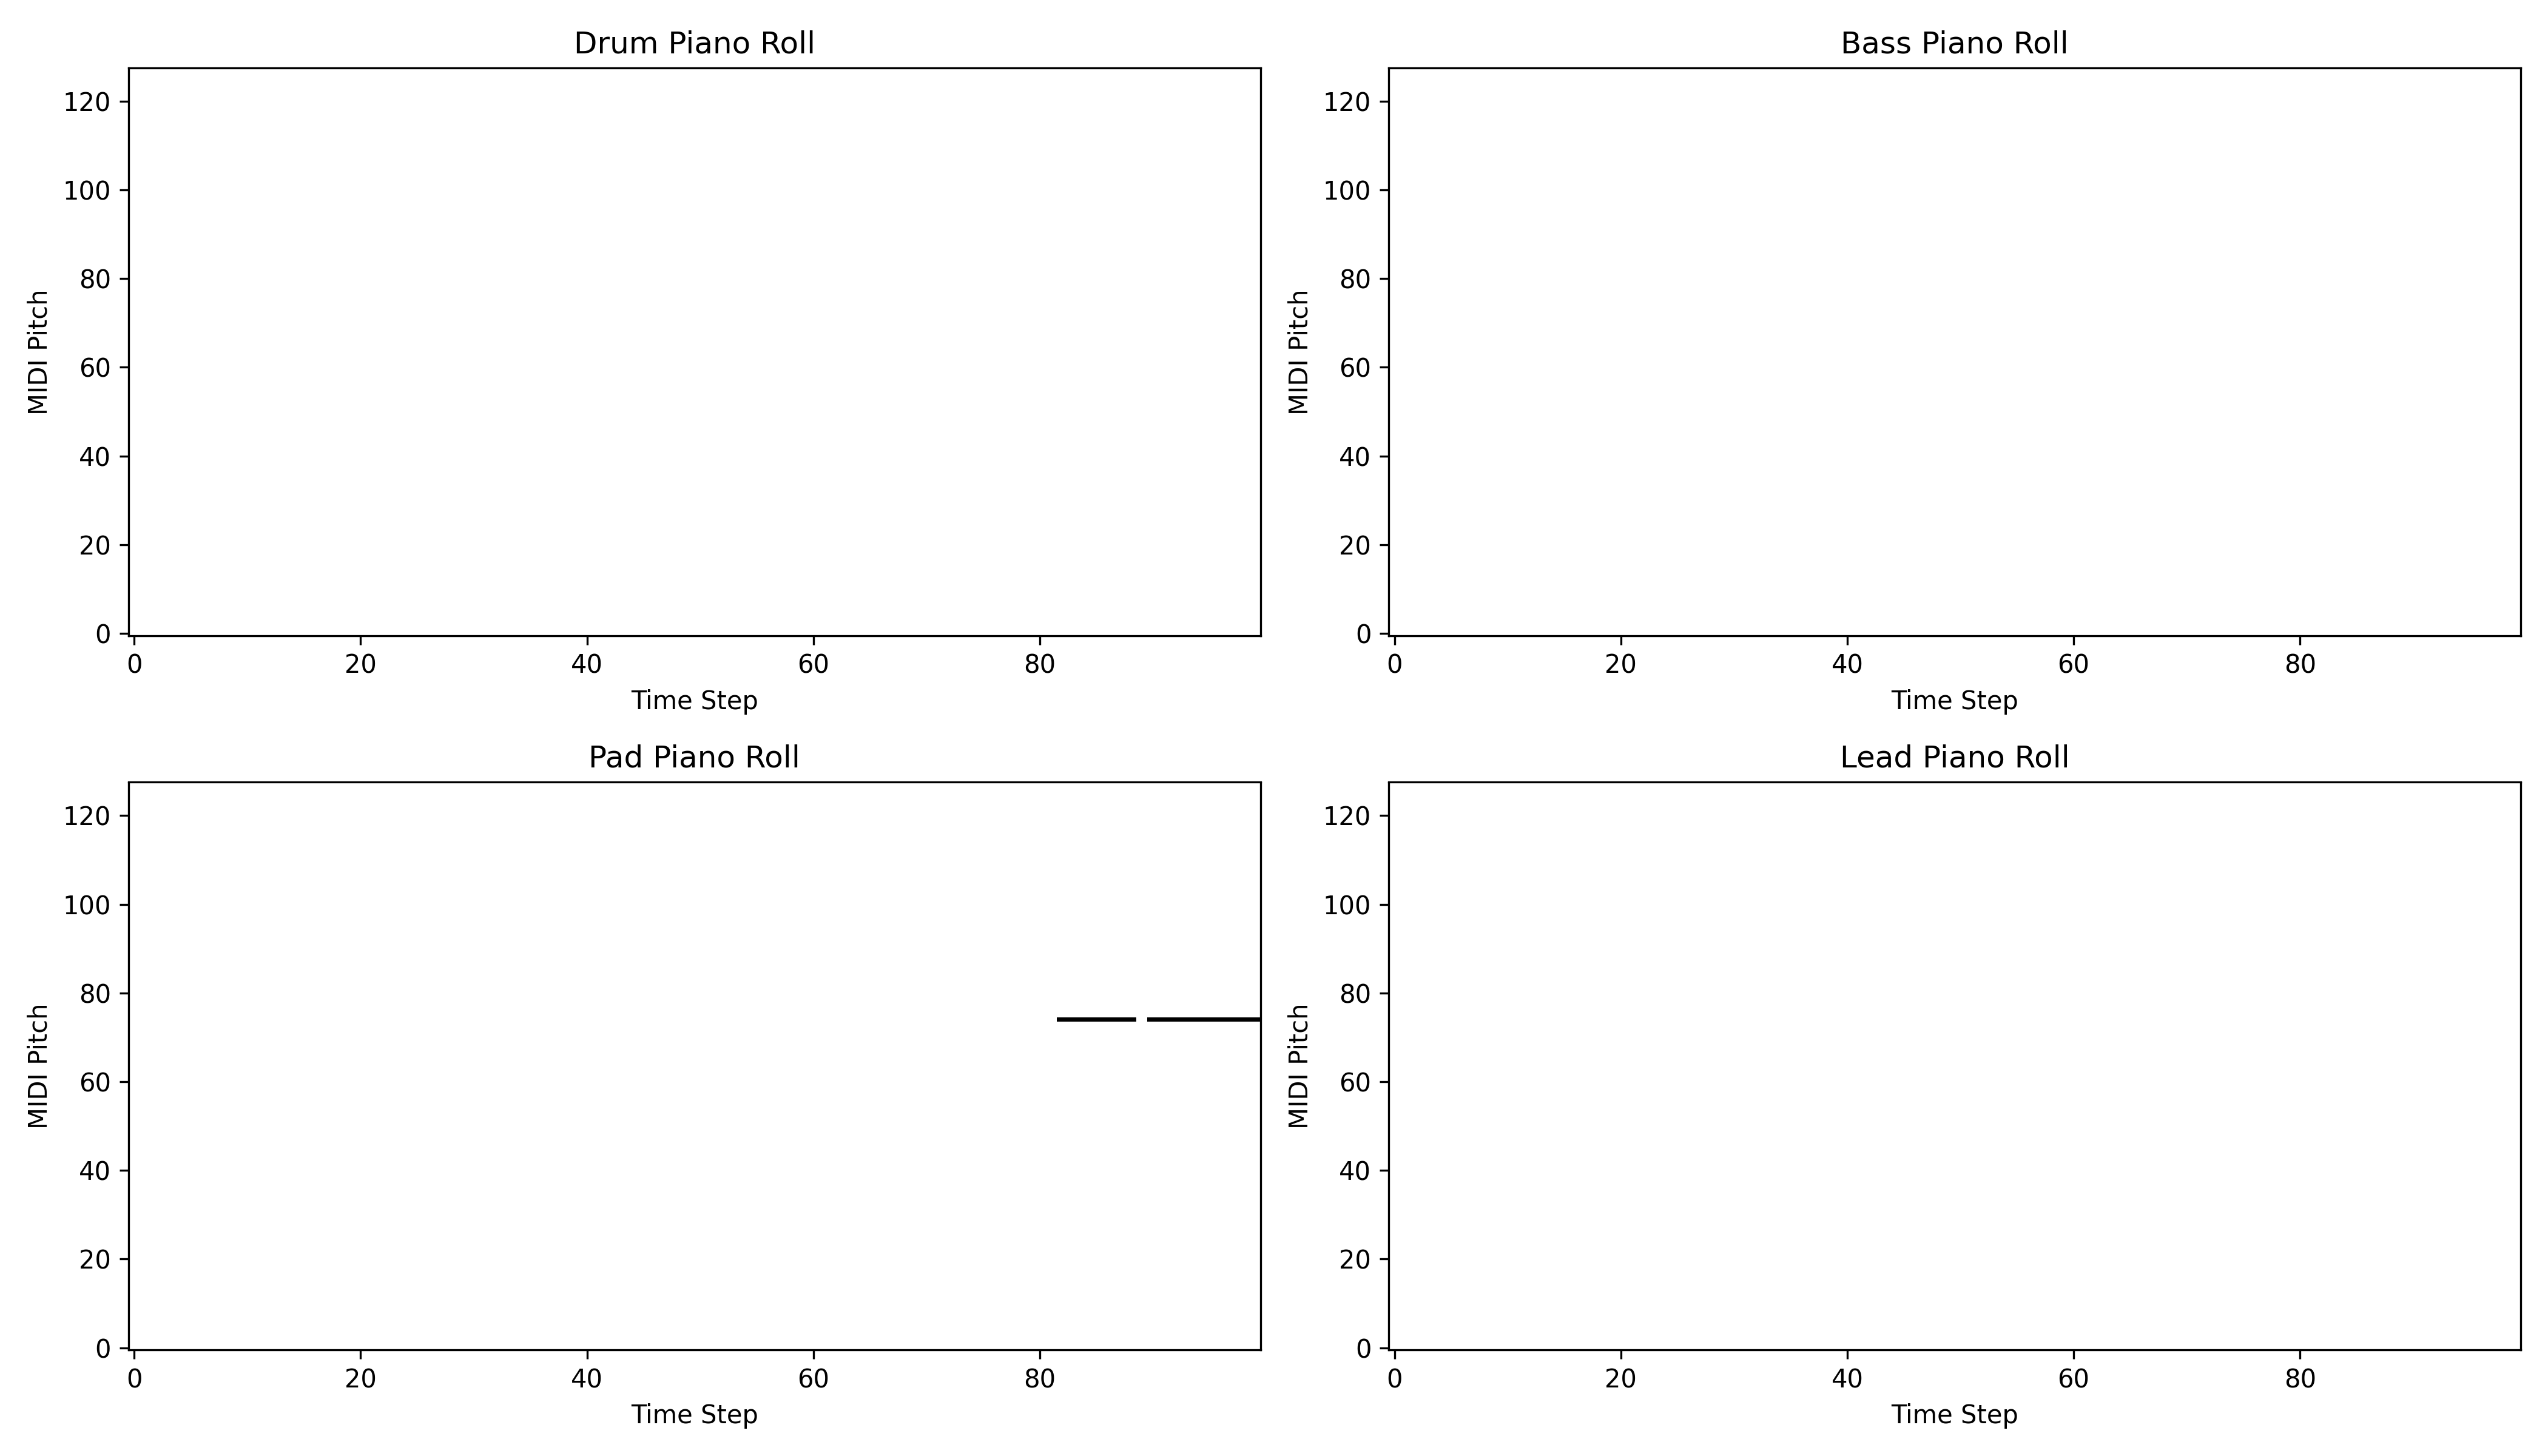 Drum Piano Roll
120
100
80
60
40
20
0
MIDI Pitch
0 20 40 60 80
Time Step
Bass Piano Roll
120
100
80
60
40
20
0
MIDI Pitch
0 20 40 60 80
Time Step
Pad Piano Roll
120
100
80
60
40
20
0
MIDI Pitch
0 20 40 60 80
Time Step
Lead Piano Roll
120
100
80
60
40
20
0
MIDI Pitch
0 20 40 60 80
Time Step